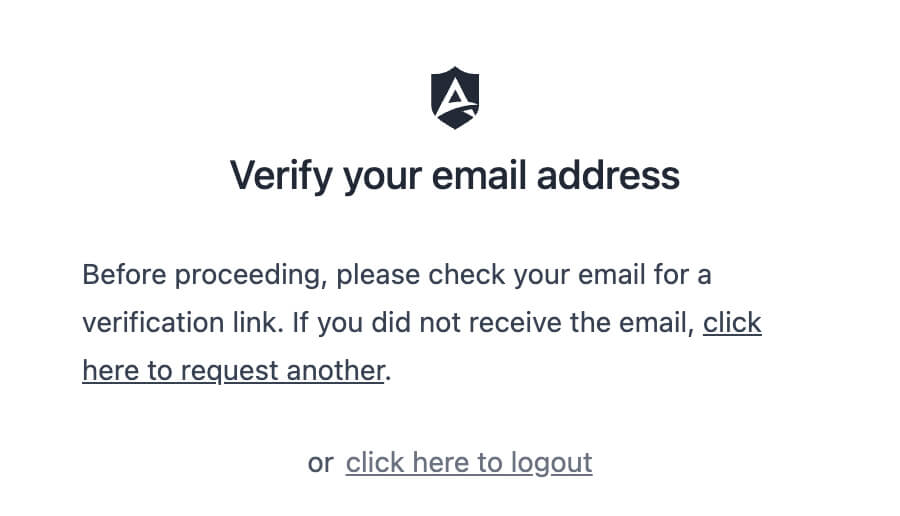 Verify your email address
Before proceeding, please check your email for a
verification link. If you did not receive the email, click
here to request another.
or click here to logout